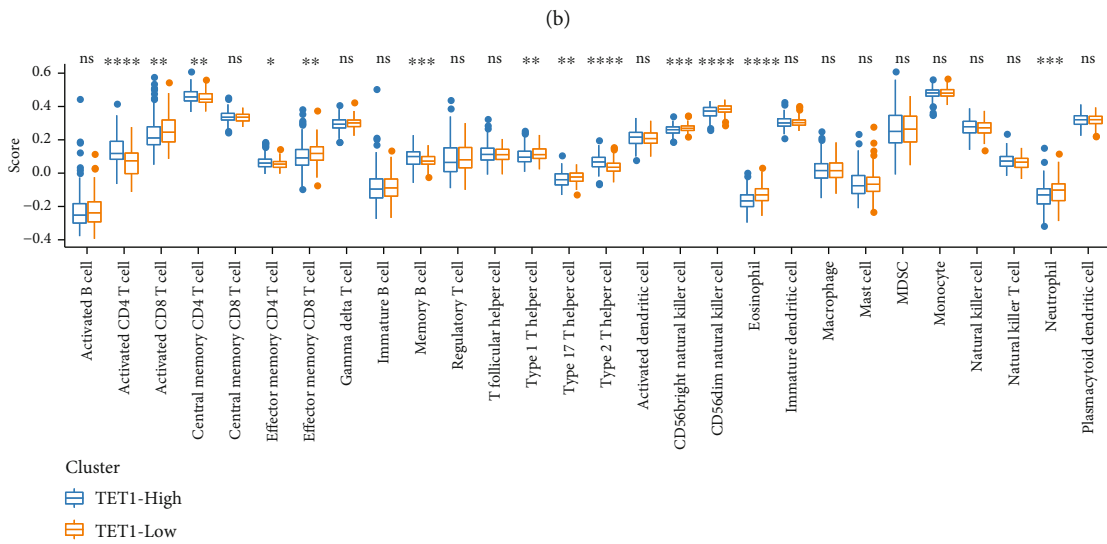 (b)
ns **** ** ** ns * ** ns ns *** ns ns ** ** **** ns *** **** **** ns ns ns ns ns ns ns *** ns
Score
0.6
0.4
0.2
0.0
−0.2
−0.4
Activated B cell
Activated CD4 T cell
Activated CD8 T cell
Central memory CD4 T cell
Central memory CD8 T cell
Effector memory CD4 T cell
Effector memory CD8 T cell
Gamma delta T cell
Immature B cell
Memory B cell
Regulatory T cell
T follicular helper cell
Type 1 T helper cell
Type 17 T helper cell
Type 2 T helper cell
Activated dendritic cell
CD56bright natural killer cell
CD56dim natural killer cell
Eosinophil
Immature dendritic cell
Macrophage
Mast cell
MDSC
Monocyte
Natural killer cell
Natural killer T cell
Neutrophil
Plasmacytoid dendritic cell
Cluster
TET1-High
TET1-Low